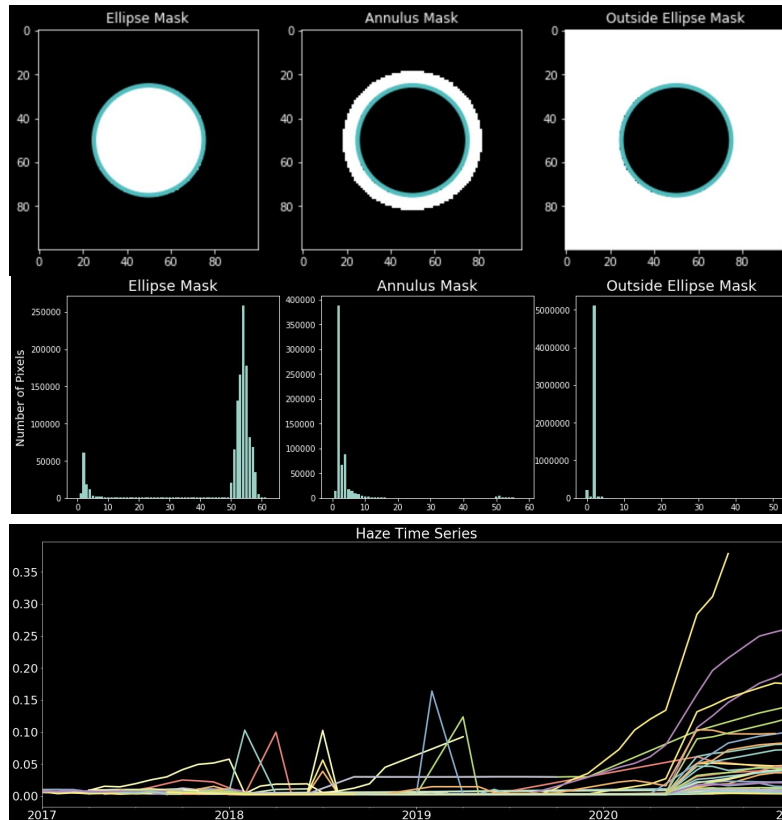 Ellipse Mask Annulus Mask Outside Ellipse Mask
0 0 0
20 20 20
40 40 40
60 60 60
80 80 80
0 20 40 60 80 0 20 40 60 80 0 20 40 60 80
Ellipse Mask Annulus Mask Outside Ellipse Mask
Number of Pixels
250000
200000
150000
100000
50000
0
0 10 20 30 40 50 60
400000
350000
300000
250000
200000
150000
100000
50000
0
0 10 20 30 40 50 60
5000000
4000000
3000000
2000000
1000000
0
0 10 20 30 40 50
Haze Time Series
0.35
0.30
0.25
0.20
0.15
0.10
0.05
0.00
2017 2018 2019 2020